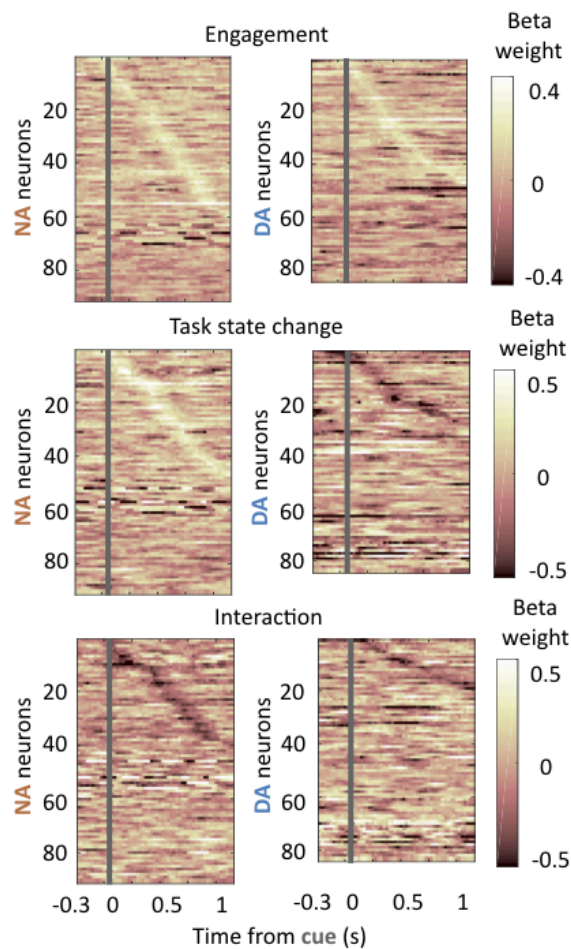 Engagement
Beta
weight
NA neurons
20
40
60
80
DA neurons
20
40
60
80
0.4
0
-0.4
Task state change
Beta
weight
NA neurons
20
40
60
80
DA neurons
20
40
60
80
0.5
0
-0.5
Interaction
Beta
weight
NA neurons
20
40
60
80
DA neurons
20
40
60
80
0.5
0
-0.5
-0.3 0 0.5 1
-0.3 0 0.5 1
Time from cue (s)